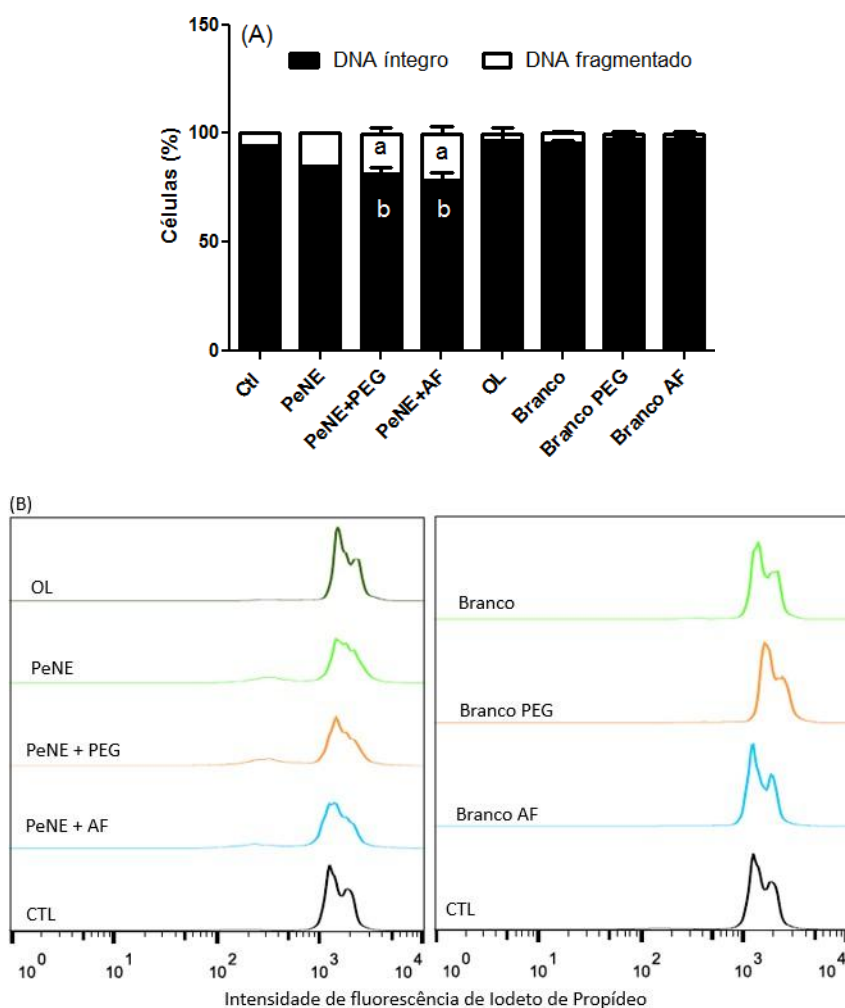 (A)
150
DNA íntegro
DNA fragmentado
100
50
0
Células (%)
a
a
b
b
Ctl
PeNE
PeNE+PEG
PeNE+AF
OL
Branco
Branco PEG
Branco AF
(B)
OL
PeNE
PeNE + PEG
PeNE + AF
CTL
10^0 10^1 10^2 10^3 10^4
Branco
Branco PEG
Branco AF
CTL
10^0 10^1 10^2 10^3 10^4
Intensidade de fluorescência de Iodeto de Propídeo